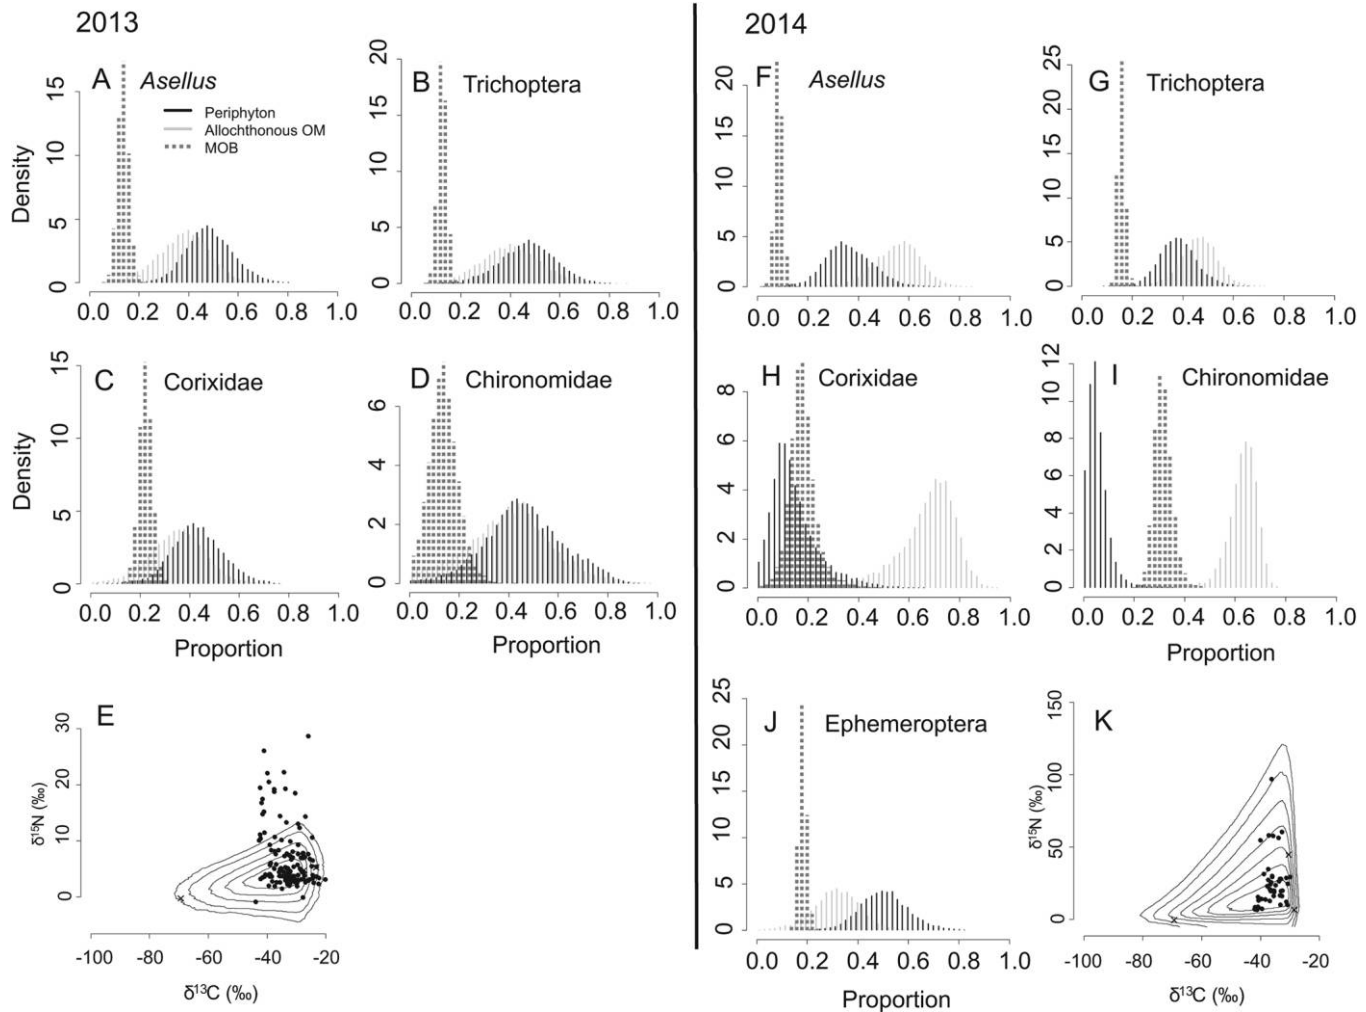 2013
A
Asellus
Periphyton
Allochthonous OM
MOB
Density
15
10
5
0
0.0 0.2 0.4 0.6 0.8 1.0
B
Trichoptera
20
15
10
5
0
0.0 0.2 0.4 0.6 0.8 1.0
C
Corixidae
Density
15
10
5
0
0.0 0.2 0.4 0.6 0.8 1.0
Proportion
D
Chironomidae
6
4
2
0
0.0 0.2 0.4 0.6 0.8 1.0
Proportion
E
δ15N (‰)
30
20
10
0
-100 -80 -60 -40 -20
δ13C (‰)
2014
F
Asellus
20
15
10
5
0
0.0 0.2 0.4 0.6 0.8 1.0
G
Trichoptera
25
20
15
10
5
0
0.0 0.2 0.4 0.6 0.8 1.0
H
Corixidae
8
6
4
2
0
0.0 0.2 0.4 0.6 0.8 1.0
I
Chironomidae
12
10
8
6
4
2
0
0.0 0.2 0.4 0.6 0.8 1.0
Proportion
J
Ephemeroptera
25
20
15
10
5
0
0.0 0.2 0.4 0.6 0.8 1.0
Proportion
K
δ15N (‰)
150
100
50
0
-100 -80 -60 -40 -20
δ13C (‰)